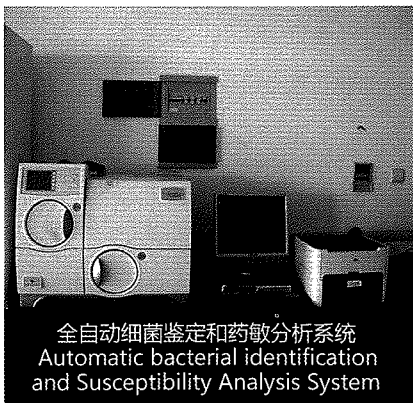 全自动细菌鉴定和药敏分析系统
Automatic bacterial identification
and Susceptibility Analysis System